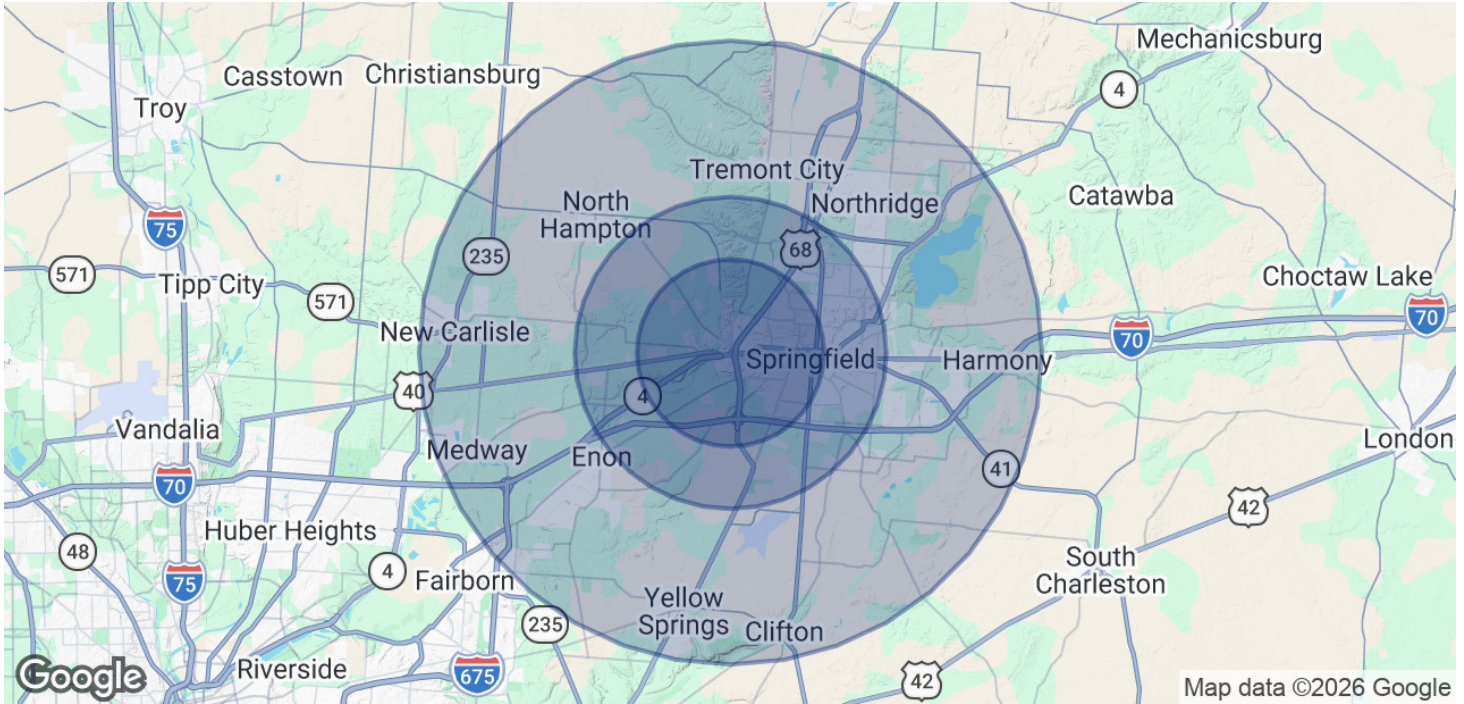 Mechanicsburg
Casstown
Christiansburg
4
Troy
Tremont City
Catawba
North
Hampton
Northridge
75
68
235
571
Tipp City
571
Choctaw Lake
70
New Carlisle
70
Springfield
Harmony
40
4
Vandalia
London
Medway
Enon
41
70
42
Huber Heights
48
4
75
Fairborn
South
Charleston
Yellow
Springs
235
Clifton
Riverside
675
42
Google
Map data ©2026 Google